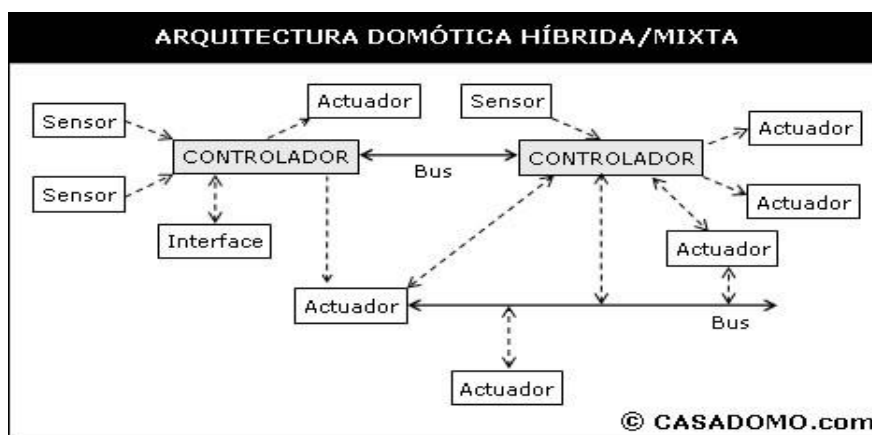 ARQUITECTURA DOMÓTICA HÍBRIDA/MIXTA
Actuador
Sensor
Sensor
Actuador
CONTROLADOR
CONTROLADOR
Bus
Sensor
Actuador
Interface
Actuador
Actuador
Bus
Actuador
© CASADOMO.com